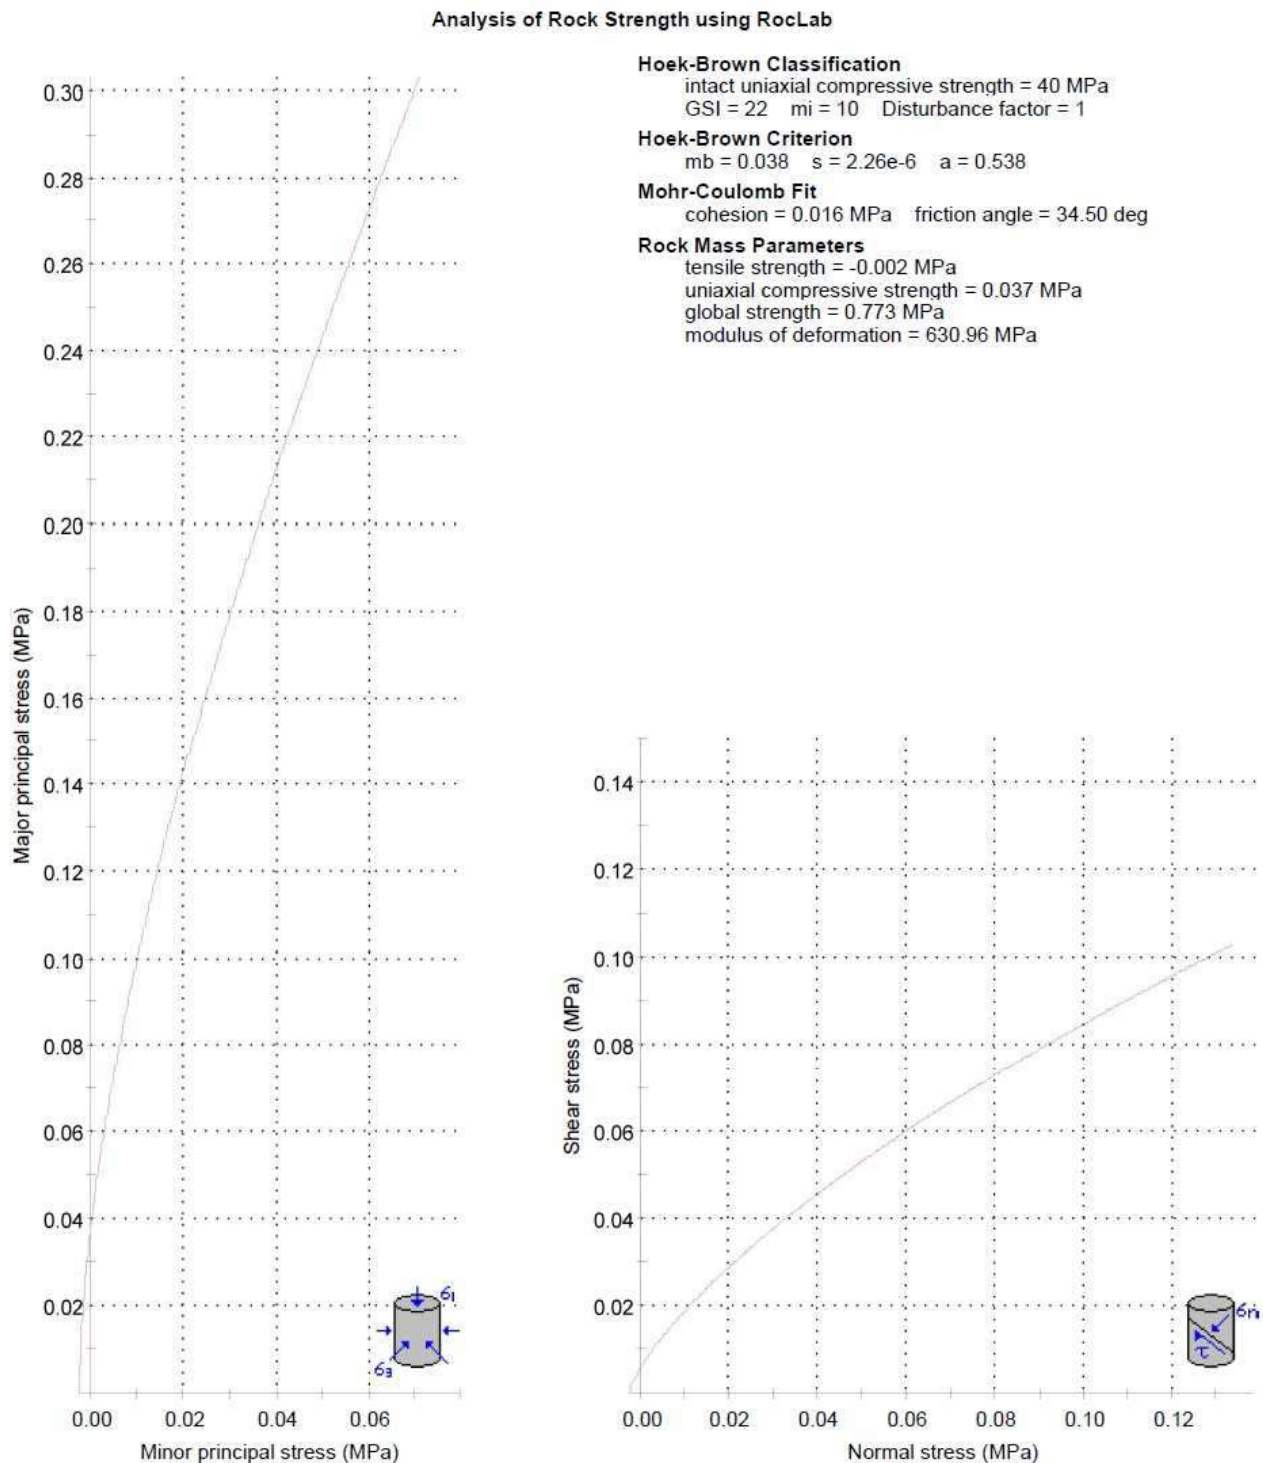 Analysis of Rock Strength using RocLab
Hoek-Brown Classification
intact uniaxial compressive strength = 40 MPa
GSI = 22 mi = 10 Disturbance factor = 1
Hoek-Brown Criterion
mb = 0.038 s = 2.26e-6 a = 0.538
Mohr-Coulomb Fit
cohesion = 0.016 MPa friction angle = 34.50 deg
Rock Mass Parameters
tensile strength = -0.002 MPa
uniaxial compressive strength = 0.037 MPa
global strength = 0.773 MPa
modulus of deformation = 630.96 MPa
Major principal stress (MPa)
0.30
0.28
0.26
0.24
0.22
0.20
0.18
0.16
0.14
0.12
0.10
0.08
0.06
0.04
0.02
σ1
σ3
0.00 0.02 0.04 0.06
Minor principal stress (MPa)
Shear stress (MPa)
0.14
0.12
0.10
0.08
0.06
0.04
0.02
σn
τ
0.00 0.02 0.04 0.06 0.08 0.10 0.12
Normal stress (MPa)